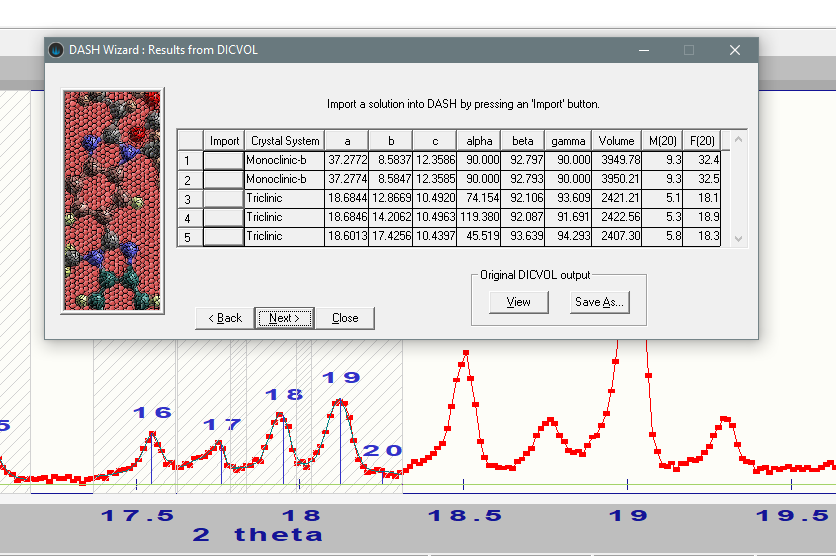 DASH Wizard : Results from DICVOL
Import a solution into DASH by pressing an 'Import' button.
Import Crystal System a b c alpha beta gamma Volume M(20) F(20)
1 Monoclinic-b 37.2772 8.5837 12.3586 90.000 92.797 90.000 3949.78 9.3 32.4
2 Monoclinic-b 37.2774 8.5847 12.3585 90.000 92.793 90.000 3950.21 9.3 32.5
3 Triclinic 18.6844 12.8669 10.4920 74.154 92.106 93.609 2421.21 5.1 18.1
4 Triclinic 18.6846 14.2062 10.4963 119.380 92.087 91.691 2422.56 5.3 18.9
5 Triclinic 18.6013 17.4256 10.4397 45.519 93.639 94.293 2407.30 5.8 18.3
Original DICVOL output
View Save As...
< Back Next > Close
16 17 18 19 20
17.5 18 18.5 19 19.5
2 theta